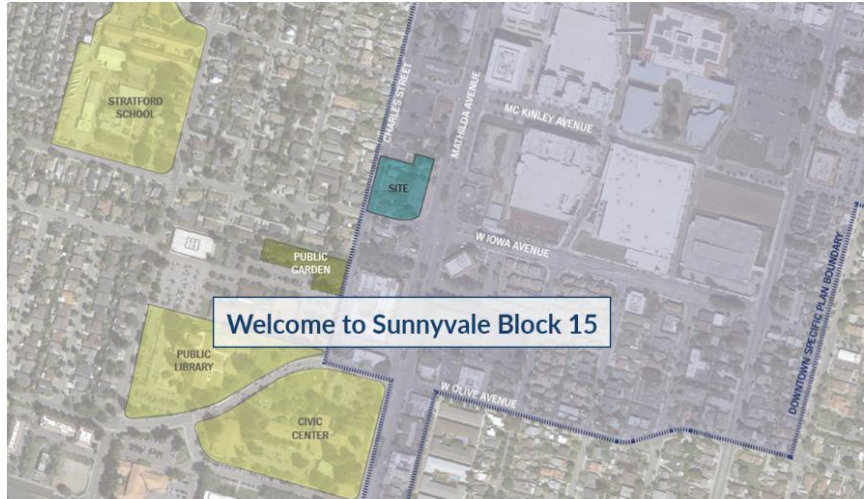 STRATFORD
SCHOOL
CHARLES STREET
MATHILDA AVENUE
MC KINLEY AVENUE
SITE
W IOWA AVENUE
PUBLIC
GARDEN
DOWNTOWN SPECIFIC PLAN BOUNDARY
Welcome to Sunnyvale Block 15
PUBLIC
LIBRARY
W OLIVE AVENUE
CIVIC
CENTER